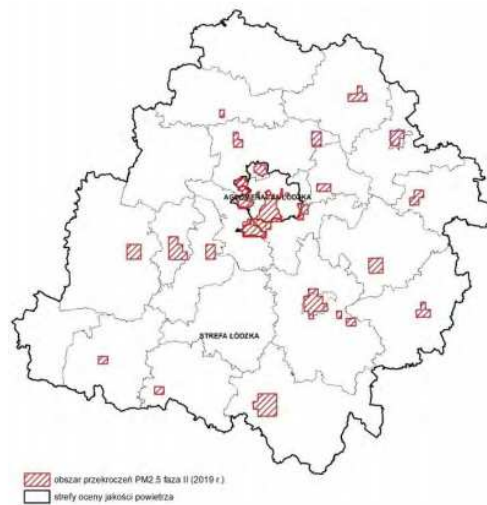 AGLOMERACJA ŁÓDZKA
STREFA ŁÓDZKA
obszar przekroczeń PM2.5 faza II (2019 r.)
strefy oceny jakości powietrza